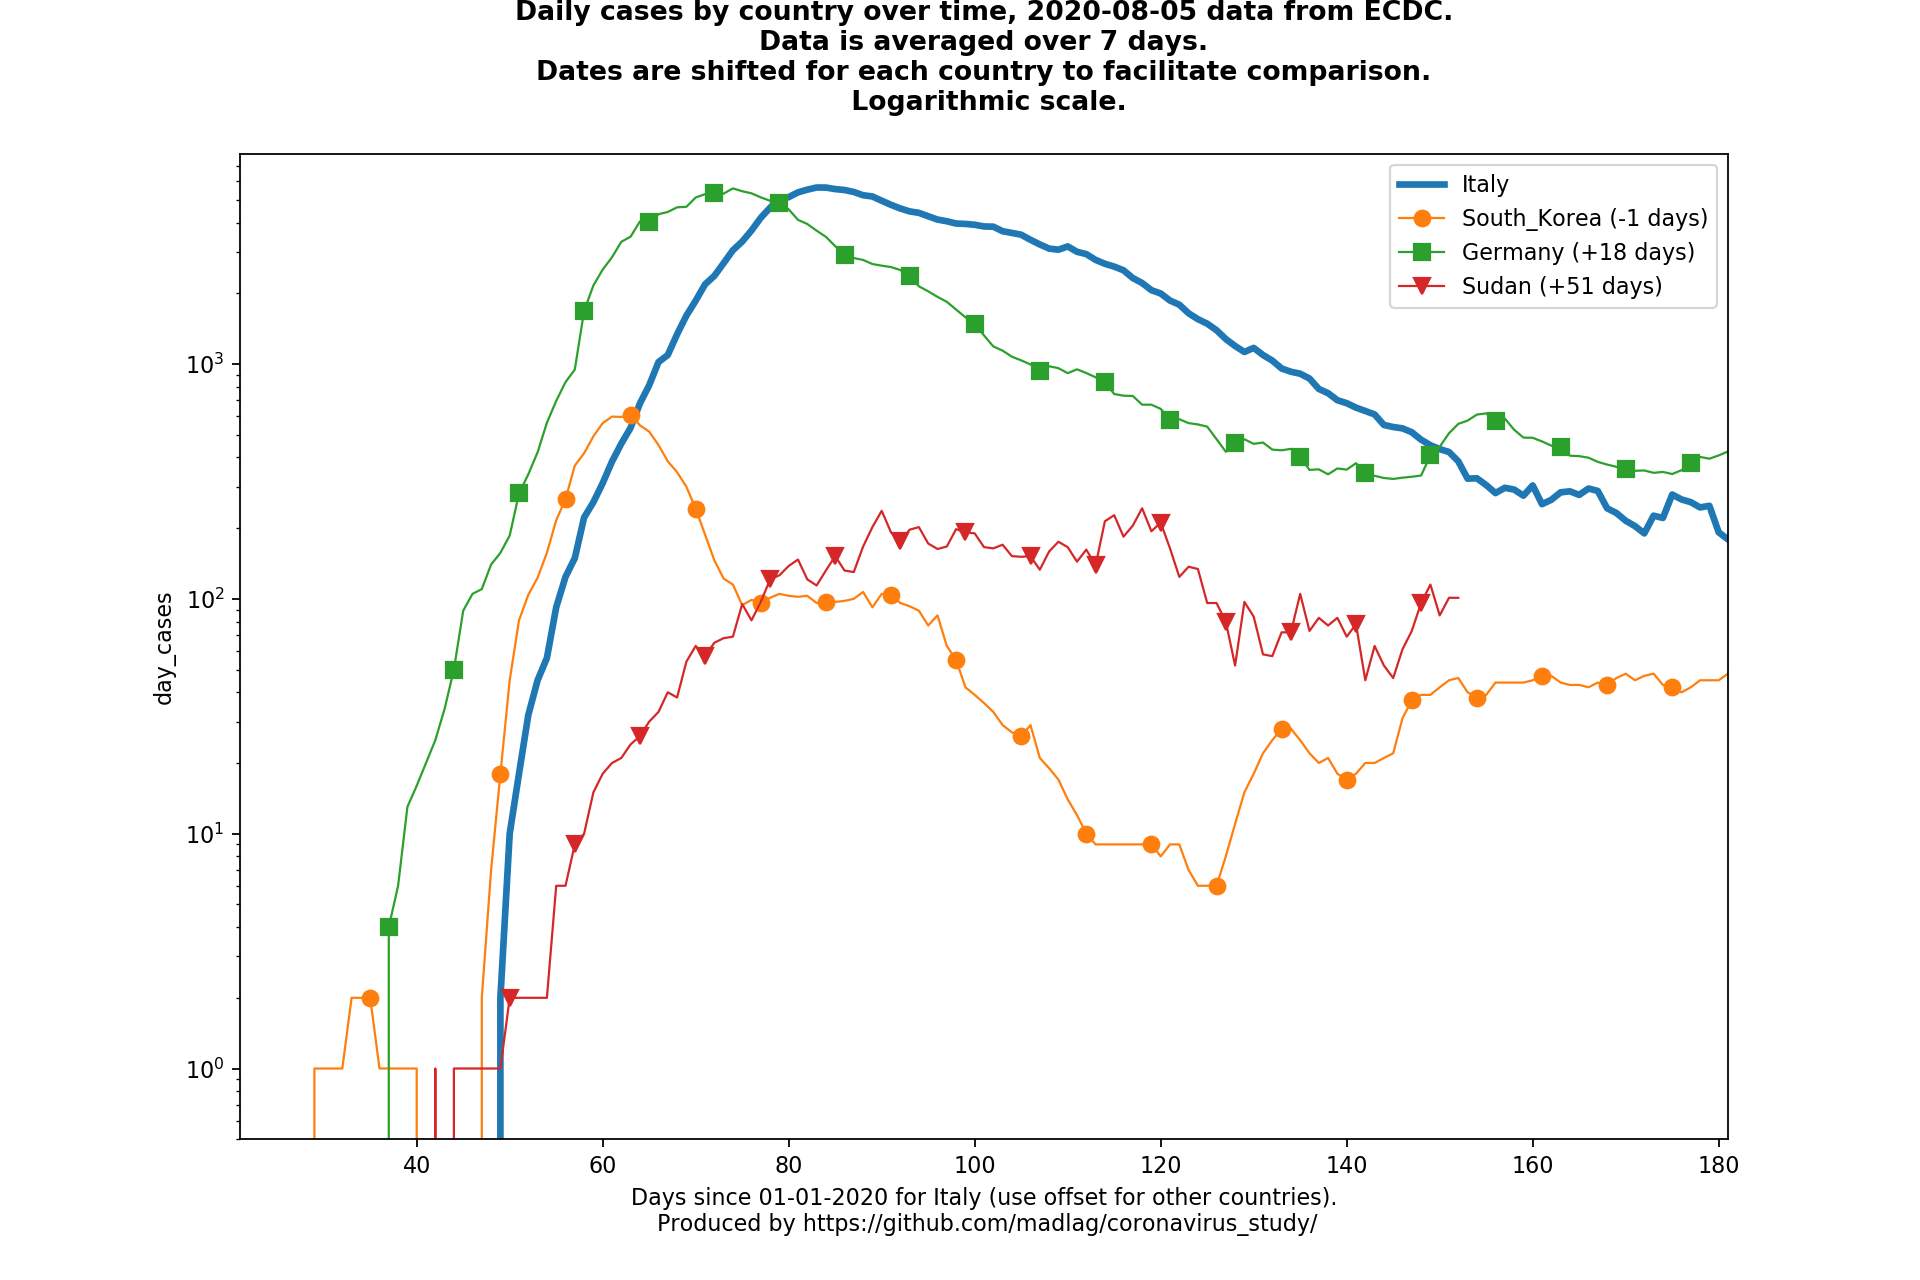 Daily cases by country over time, 2020-08-05 data from ECDC.
Data is averaged over 7 days.
Dates are shifted for each country to facilitate comparison.
Logarithmic scale.
Italy
South_Korea (-1 days)
Germany (+18 days)
Sudan (+51 days)
day_cases
10³
10²
10¹
10⁰
40 60 80 100 120 140 160 180
Days since 01-01-2020 for Italy (use offset for other countries).
Produced by https://github.com/madlag/coronavirus_study/